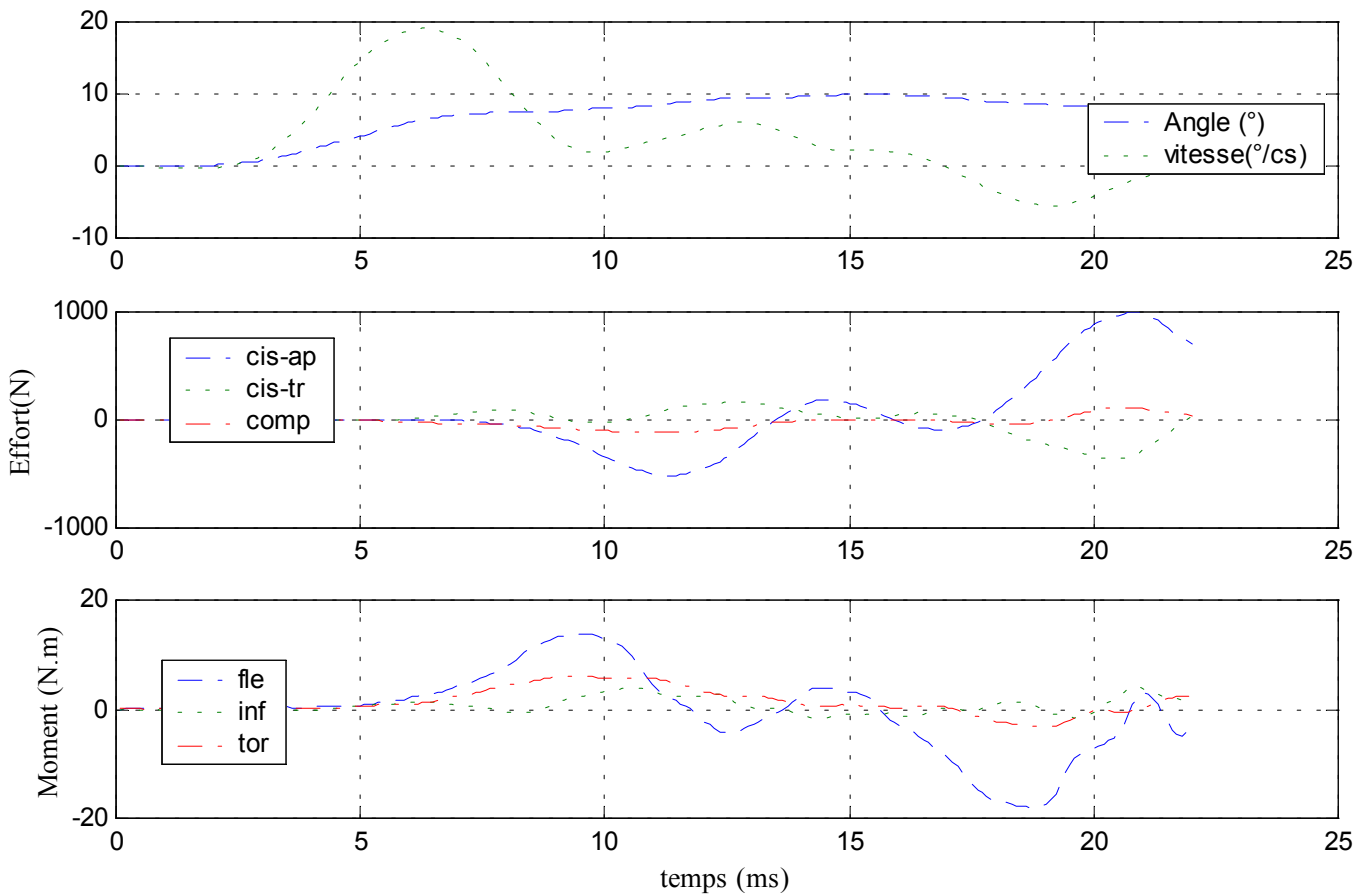 20
10
0
-10
0
5
10
15
20
25
Angle (°)
vitesse(°/cs)
Effort(N)
1000
0
-1000
0
5
10
15
20
25
cis-ap
cis-tr
comp
Moment (N.m)
20
0
-20
0
5
10
15
20
25
fle
inf
tor
temps (ms)